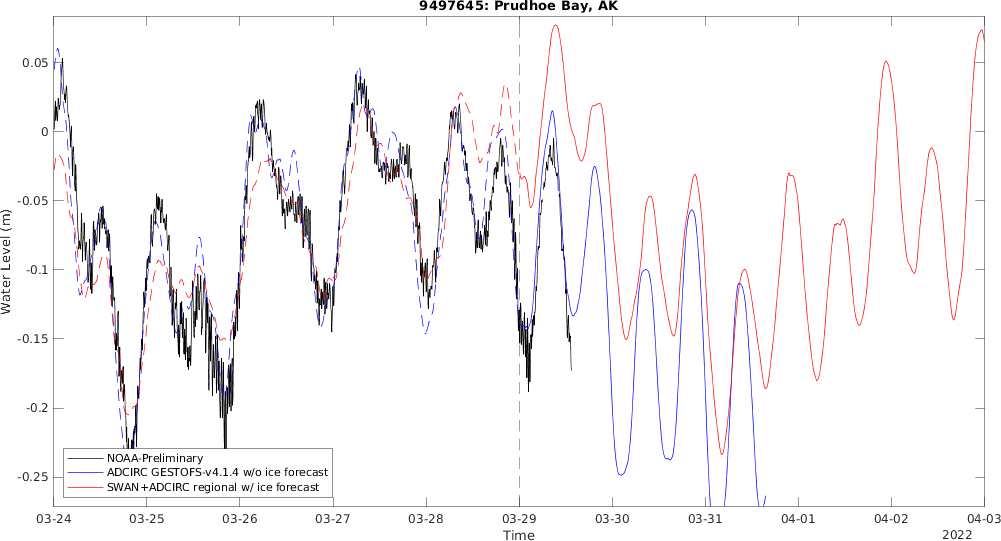 9497645: Prudhoe Bay, AK
Water Level (m)
0.05
0
-0.05
-0.1
-0.15
-0.2
-0.25
NOAA-Preliminary
ADCIRC GESTOFS-v4.1.4 w/o ice forecast
SWAN+ADCIRC regional w/ ice forecast
03-24 03-25 03-26 03-27 03-28 03-29 03-30 03-31 04-01 04-02 04-03
Time
2022